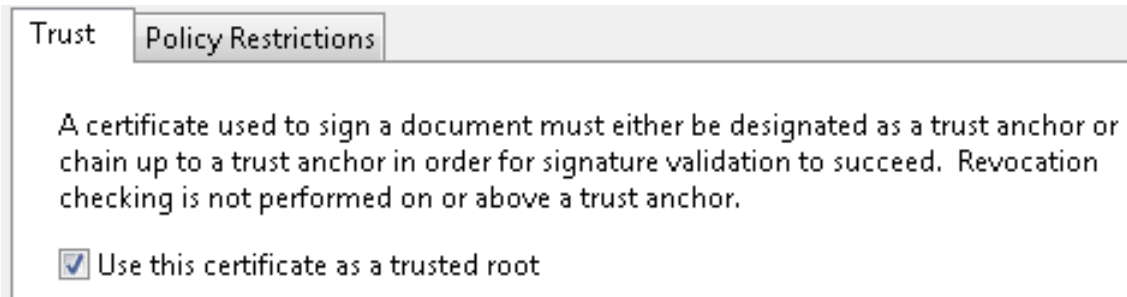 Trust Policy Restrictions
A certificate used to sign a document must either be designated as a trust anchor or
chain up to a trust anchor in order for signature validation to succeed.  Revocation
checking is not performed on or above a trust anchor.
Use this certificate as a trusted root